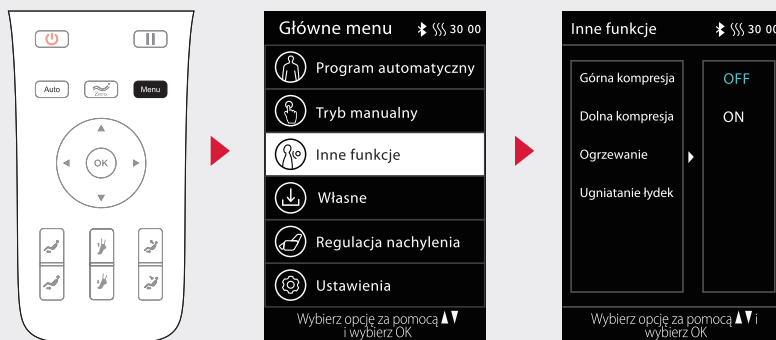 Auto
Zero
Menu
OK
Główne menu 30 00
Program automatyczny
Tryb manualny
Inne funkcje
Własne
Regulacja nachylenia
Ustawienia
Wybierz opcję za pomocą
i wybierz OK
Inne funkcje 30 00
Górna kompresja
Dolna kompresja
Ogrzewanie
Ugniatanie łydek
OFF
ON
Wybierz opcję za pomocą i
wybierz OK